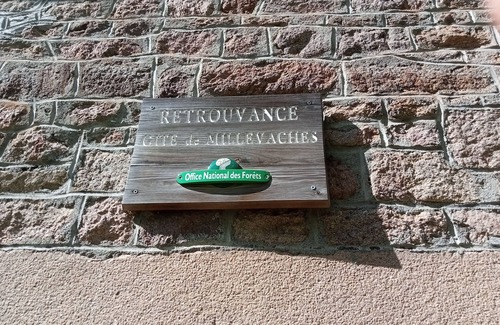 RETROUVANCE
GITE de MILLEVACHES
Office National des Forêts